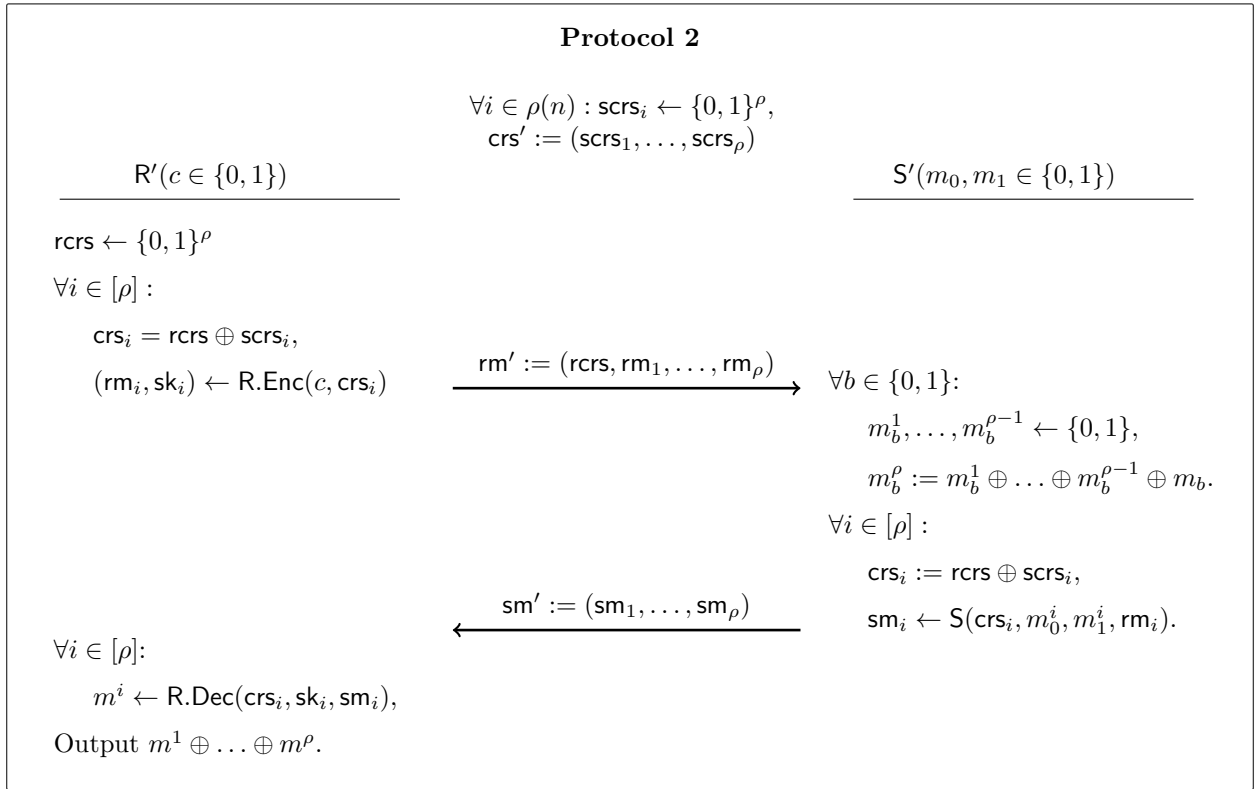 Protocol 2
∀i ∈ ρ(n) : scrs_i ← {0, 1}^ρ,
crs′ := (scrs_1, . . . , scrs_ρ)
R′(c ∈ {0, 1})
S′(m_0, m_1 ∈ {0, 1})
rcrs ← {0, 1}^ρ
∀i ∈ [ρ] :
crs_i = rcrs ⊕ scrs_i,
(rm_i, sk_i) ← R.Enc(c, crs_i)
rm′ := (rcrs, rm_1, . . . , rm_ρ)
∀b ∈ {0, 1}:
m_b^1, . . . , m_b^{ρ−1} ← {0, 1},
m_b^ρ := m_b^1 ⊕ . . . ⊕ m_b^{ρ−1} ⊕ m_b.
∀i ∈ [ρ] :
crs_i := rcrs ⊕ scrs_i,
sm_i ← S(crs_i, m_0^i, m_1^i, rm_i).
sm′ := (sm_1, . . . , sm_ρ)
∀i ∈ [ρ]:
m^i ← R.Dec(crs_i, sk_i, sm_i),
Output m^1 ⊕ . . . ⊕ m^ρ.